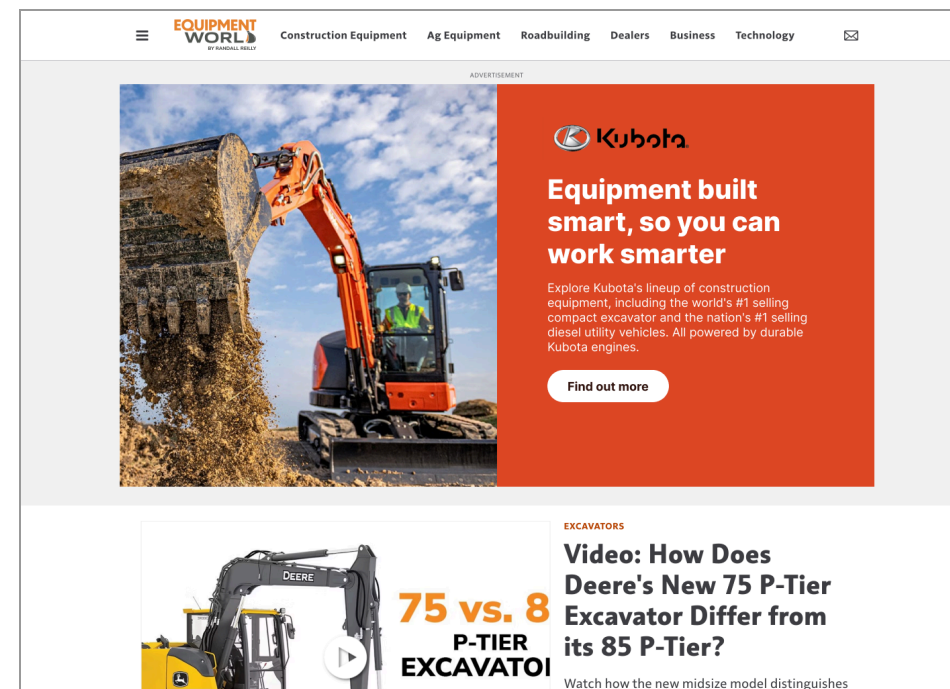 EQUIPMENT
WORLD
BY RANDALL REILLY
Construction Equipment Ag Equipment Roadbuilding Dealers Business Technology
ADVERTISEMENT
Kubota
Equipment built
smart, so you can
work smarter
Explore Kubota's lineup of construction
equipment, including the world's #1 selling
compact excavator and the nation's #1 selling
diesel utility vehicles. All powered by durable
Kubota engines.
Find out more
DEERE
75 vs. 8
P-TIER
EXCAVATO
EXCAVATORS
Video: How Does
Deere's New 75 P-Tier
Excavator Differ from
its 85 P-Tier?
Watch how the new midsize model distinguishes